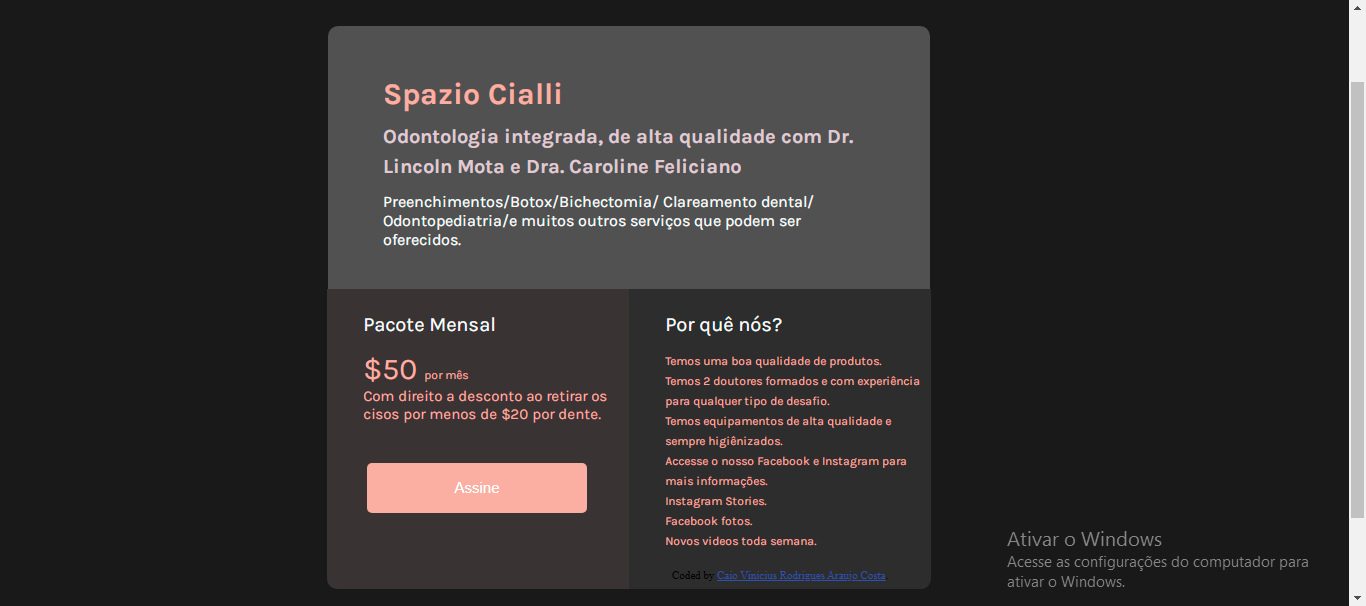 Spazio Cialli
Odontologia integrada, de alta qualidade com Dr.
Lincoln Mota e Dra. Caroline Feliciano
Preenchimentos/Botox/Bichectomia/ Clareamento dental/
Odontopediatria/e muitos outros serviços que podem ser
oferecidos.
Pacote Mensal
$50 por mês
Com direito a desconto ao retirar os
cisos por menos de $20 por dente.
Assine
Por quê nós?
Temos uma boa qualidade de produtos.
Temos 2 doutores formados e com experiência
para qualquer tipo de desafio.
Temos equipamentos de alta qualidade e
sempre higiênizados.
Accesse o nosso Facebook e Instagram para
mais informações.
Instagram Stories.
Facebook fotos.
Novos videos toda semana.
Coded by Caio Vinicius Rodrigues Araujo Costa.
Ativar o Windows
Acesse as configurações do computador para
ativar o Windows.